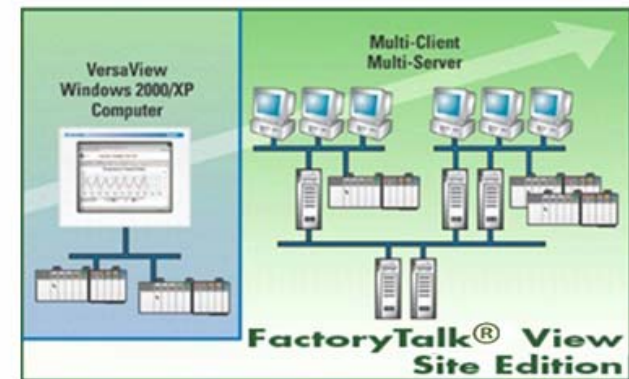 VersaView
Windows 2000/XP
Computer
Multi-Client
Multi-Server
FactoryTalk® View
Site Edition